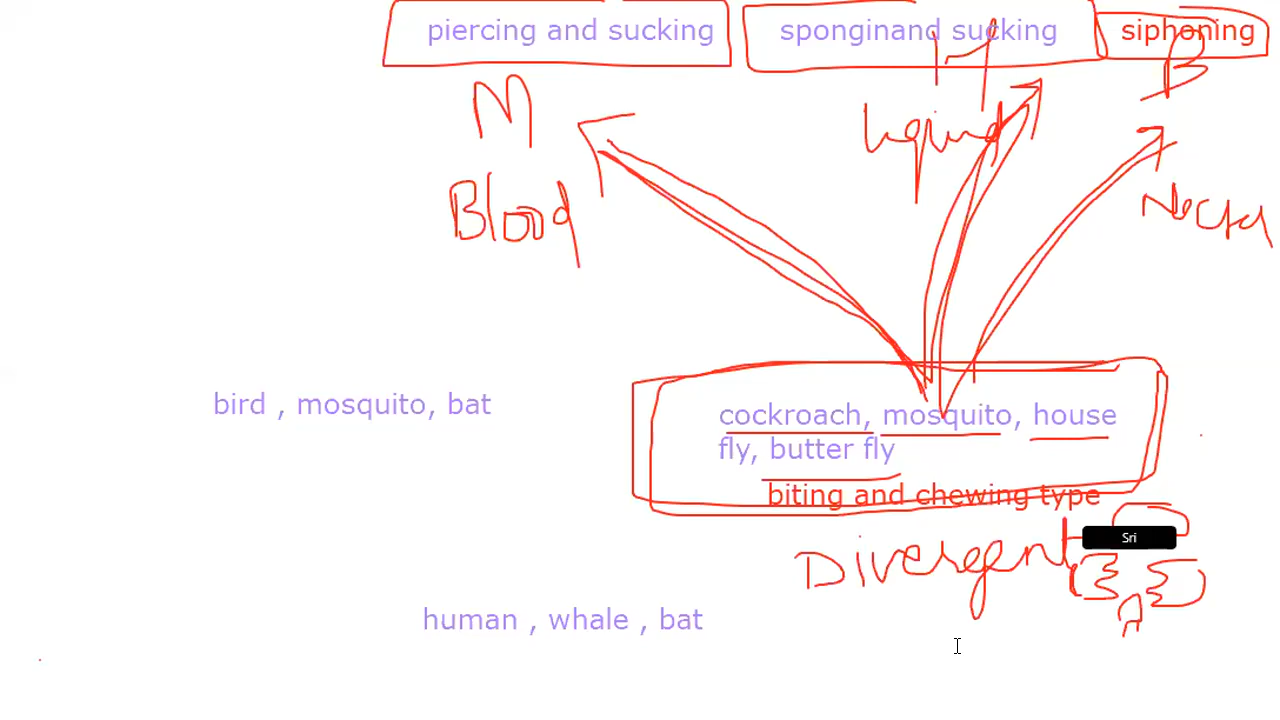 piercing and sucking
sponginand sucking
siphoning
M
H
B
Blood
liquid
Necta
bird , mosquito, bat
cockroach, mosquito, house
fly, butter fly
biting and chewing type
Divergent
Sri
human , whale , bat